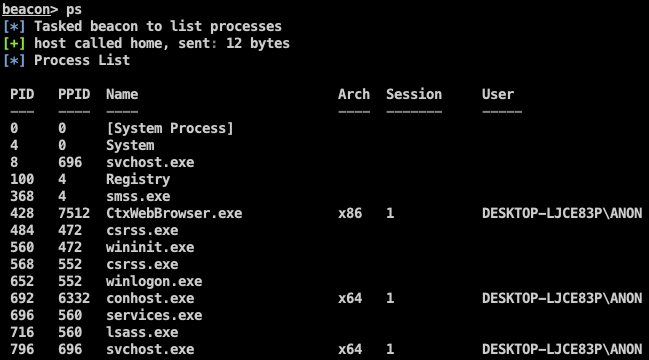 beacon> ps
[*] Tasked beacon to list processes
[+] host called home, sent: 12 bytes
[*] Process List
PID PPID Name Arch Session User
--- ---- ---- ---- ------- -----
0 0 [System Process]
4 0 System
8 696 svchost.exe
100 4 Registry
368 4 smss.exe
428 7512 CtxWebBrowser.exe x86 1 DESKTOP-LJCE83P\ANON
484 472 csrss.exe
560 472 wininit.exe
568 552 csrss.exe
652 552 winlogon.exe
692 6332 conhost.exe x64 1 DESKTOP-LJCE83P\ANON
696 560 services.exe
716 560 lsass.exe
796 696 svchost.exe x64 1 DESKTOP-LJCE83P\ANON